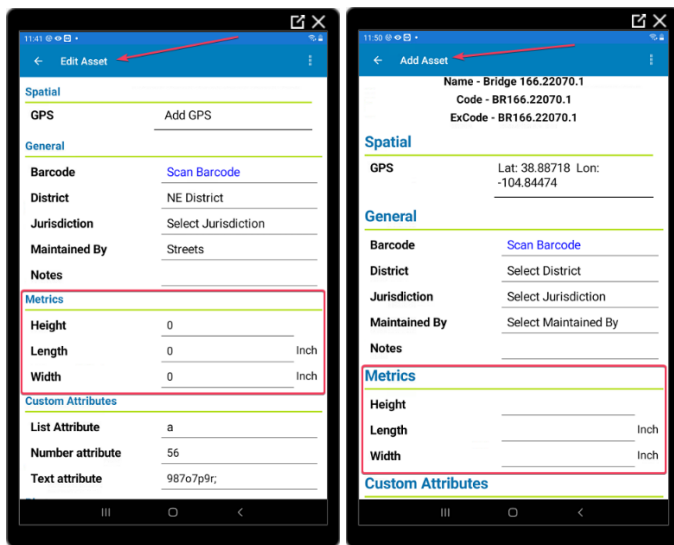 11:41
Edit Asset
Spatial
GPS Add GPS
General
Barcode Scan Barcode
District NE District
Jurisdiction Select Jurisdiction
Maintained By Streets
Notes
Metrics
Height 0
Length 0 Inch
Width 0 Inch
Custom Attributes
List Attribute a
Number attribute 56
Text attribute 987o7p9r;
11:50
Add Asset
Name - Bridge 166.22070.1
Code - BR166.22070.1
ExCode - BR166.22070.1
Spatial
GPS Lat: 38.88718 Lon:
-104.84474
General
Barcode Scan Barcode
District Select District
Jurisdiction Select Jurisdiction
Maintained By Select Maintained By
Notes
Metrics
Height
Length Inch
Width Inch
Custom Attributes